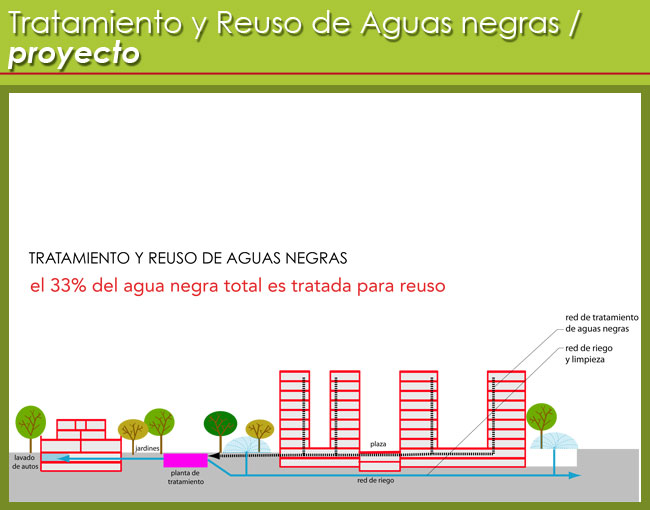 Tratamiento y Reuso de Aguas negras /
proyecto
TRATAMIENTO Y REUSO DE AGUAS NEGRAS
el 33% del agua negra total es tratada para reuso
red de tratamiento
de aguas negras
red de riego
y limpieza
plaza
jardines
lavado
de autos
planta de
tratamiento
red de riego